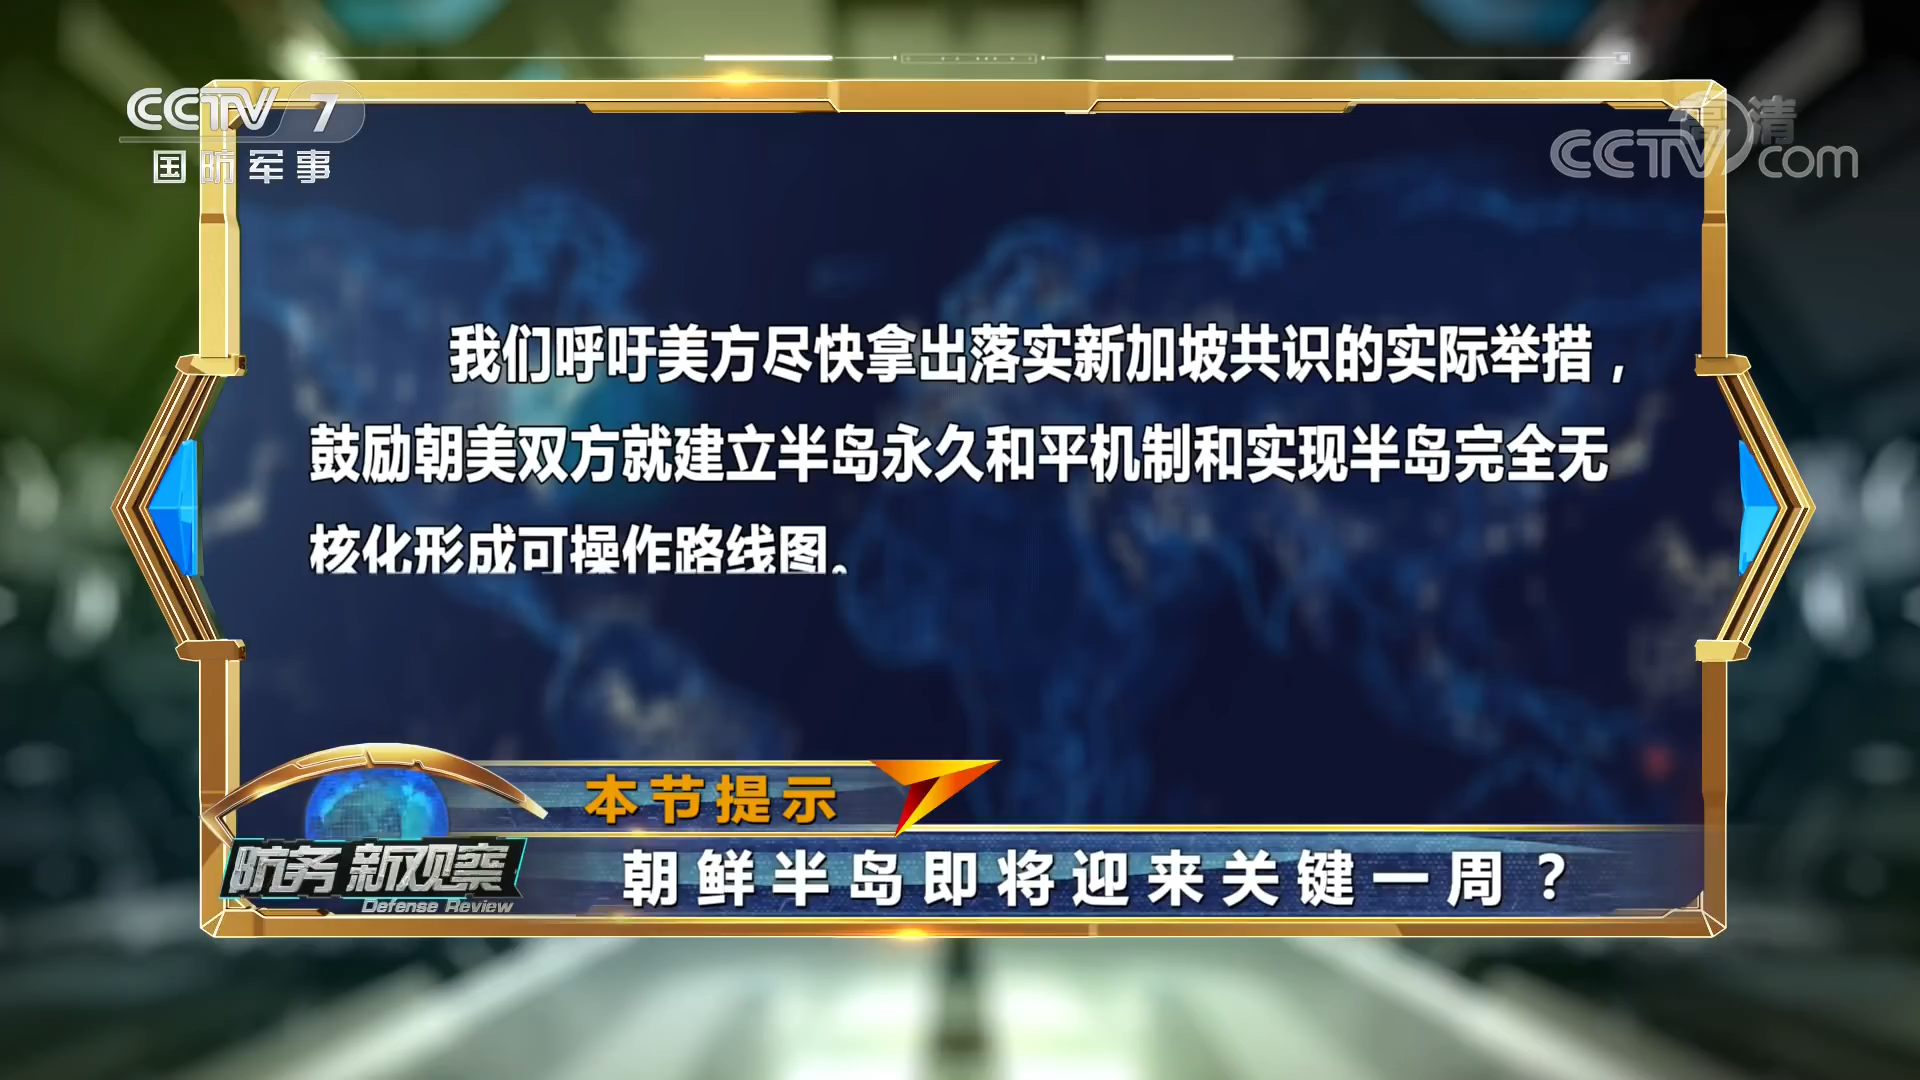 CCTV 7
国防军事
高清
CCTV com
我们呼吁美方尽快拿出落实新加坡共识的实际举措，
鼓励朝美双方就建立半岛永久和平机制和实现半岛完全无
核化形成可操作路线图。
本节提示
防务新观察
Defense Review
朝鲜半岛即将迎来关键一周？